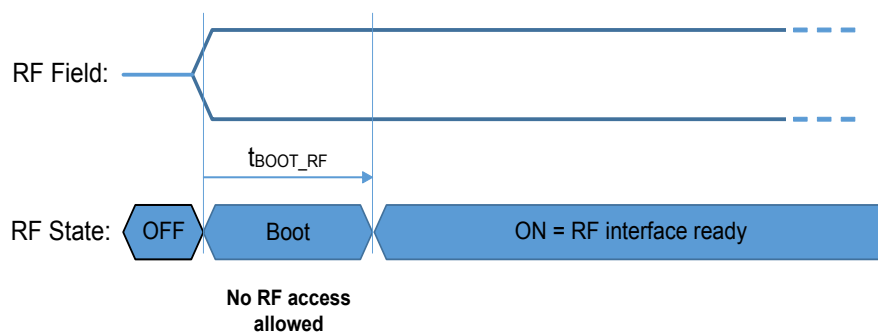 RF Field:
tBOOT_RF
RF State:
OFF
Boot
ON = RF interface ready
No RF access
allowed